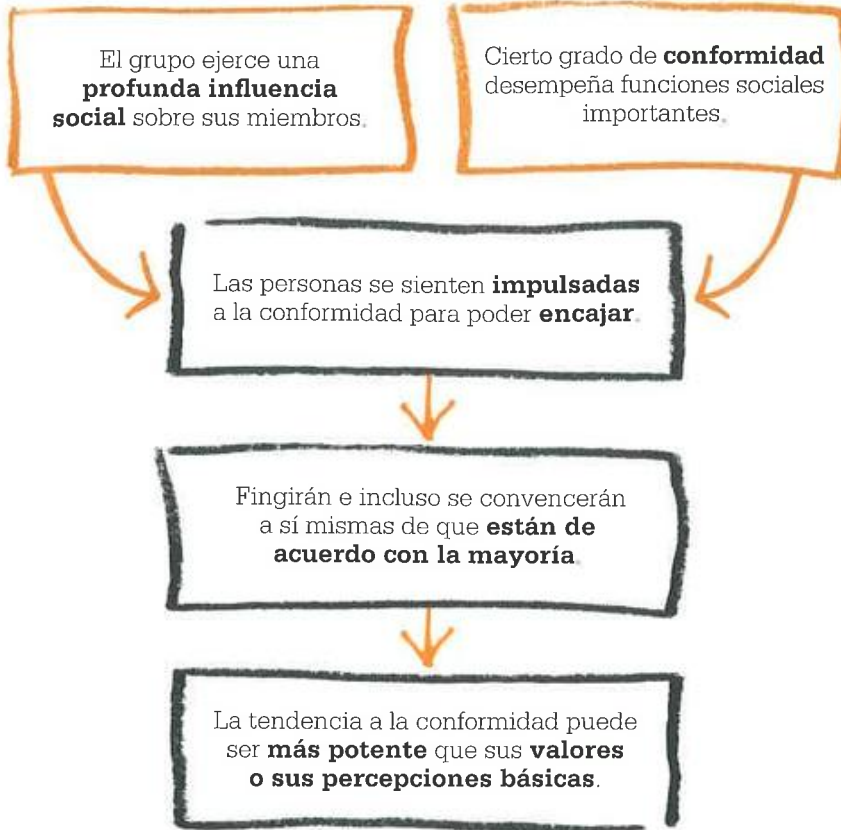 El grupo ejerce una
profunda influencia
social sobre sus miembros.
Cierto grado de conformidad
desempeña funciones sociales
importantes.
Las personas se sienten impulsadas
a la conformidad para poder encajar.
Fingirán e incluso se convencerán
a sí mismas de que están de
acuerdo con la mayoría.
La tendencia a la conformidad puede
ser más potente que sus valores
o sus percepciones básicas.